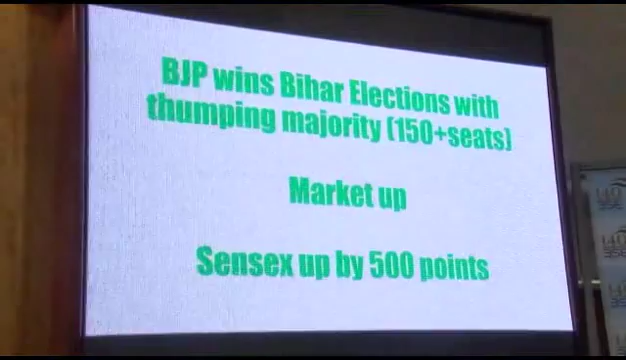 BJP wins Bihar Elections with
thumping majority (150+seats)
Market up
Sensex up by 500 points